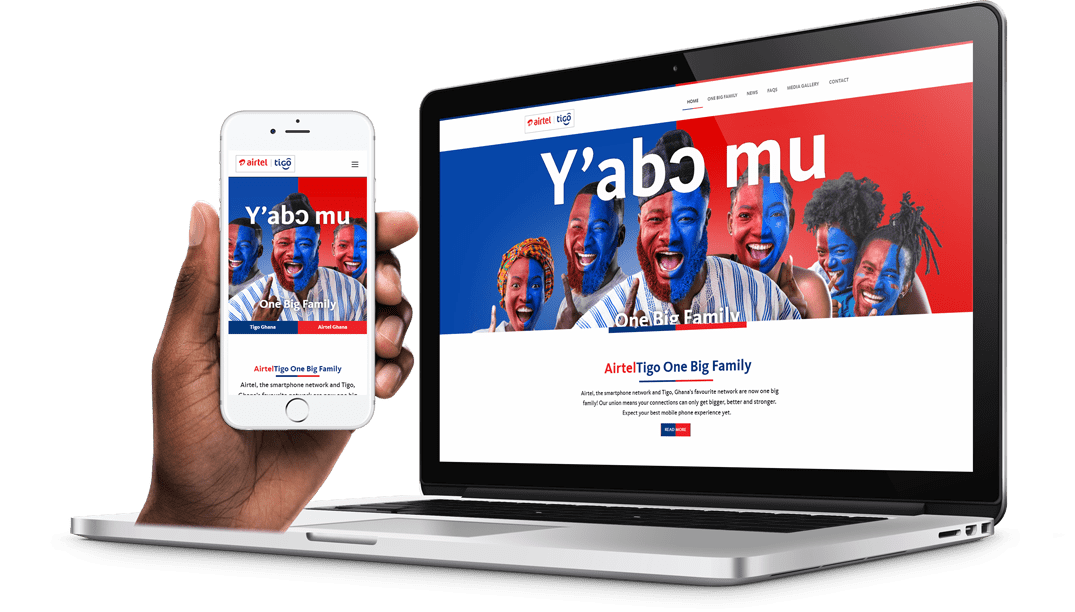 airtel tigo
Y'abɔ mu
One Big Family
Tigo Ghana Airtel Ghana
AirtelTigo One Big Family
Airtel, the smartphone network and Tigo,
Ghana's favourite network are now one big
airtel tigo
HOME ONE BIG FAMILY NEWS FAQS MEDIA GALLERY CONTACT
Y'abɔ mu
One Big Family
AirtelTigo One Big Family
Airtel, the smartphone network and Tigo, Ghana's favourite network are now one big
family! Our union means your connections can only get bigger, better and stronger.
Expect your best mobile phone experience yet.
READ MORE